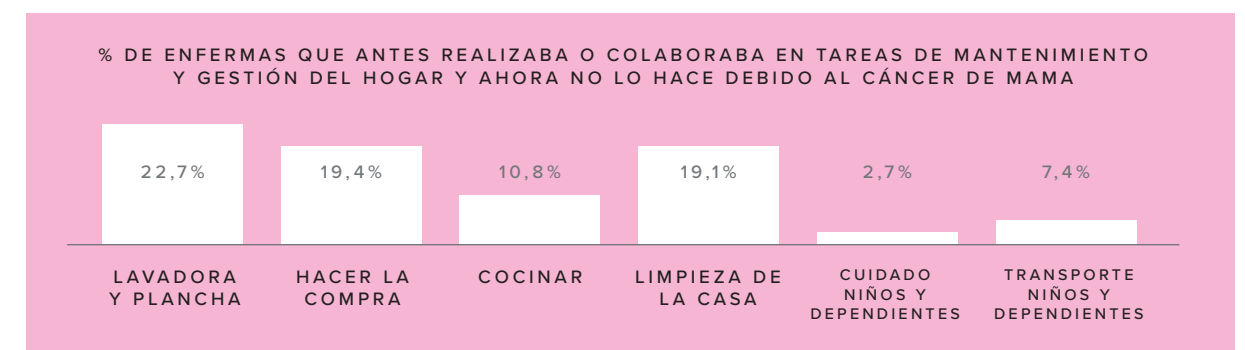 % DE ENFERMAS QUE ANTES REALIZABA O COLABORABA EN TAREAS DE MANTENIMIENTO
Y GESTIÓN DEL HOGAR Y AHORA NO LO HACE DEBIDO AL CÁNCER DE MAMA
22,7%
19,4%
10,8%
19,1%
2,7%
7,4%
LAVADORA
Y PLANCHA
HACER LA
COMPRA
COCINAR
LIMPIEZA DE
LA CASA
CUIDADO
NIÑOS Y
DEPENDIENTES
TRANSPORTE
NIÑOS Y
DEPENDIENTES